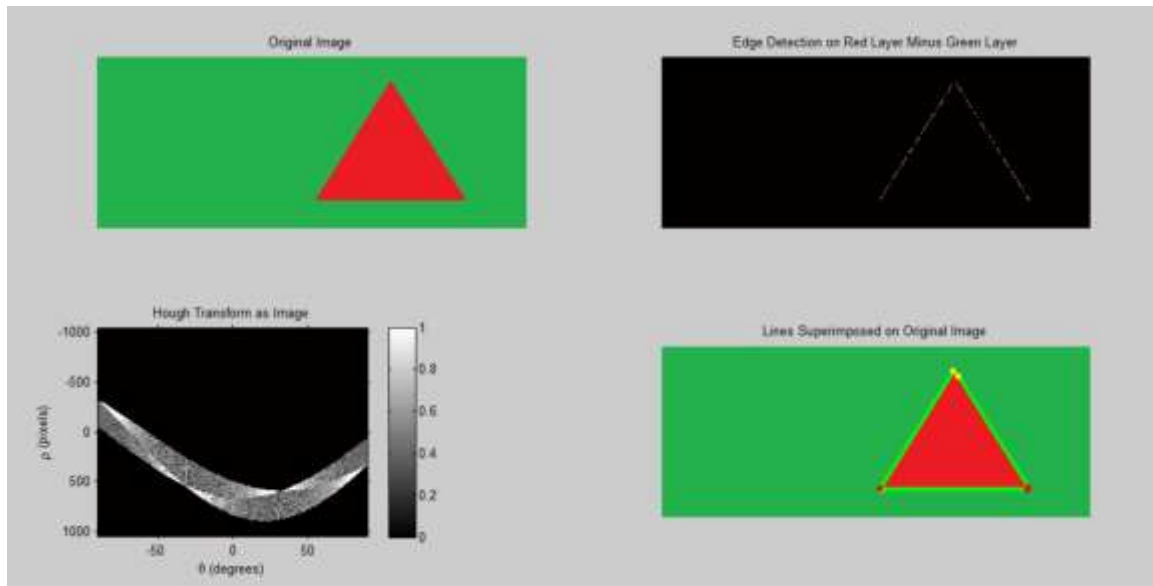 Original Image
Edge Detection on Red Layer Minus Green Layer
Hough Transform as Image
-1000
-500
0
500
1000
ρ (pixels)
-50
0
50
θ (degrees)
1
0.8
0.6
0.4
0.2
0
Lines Superimposed on Original Image